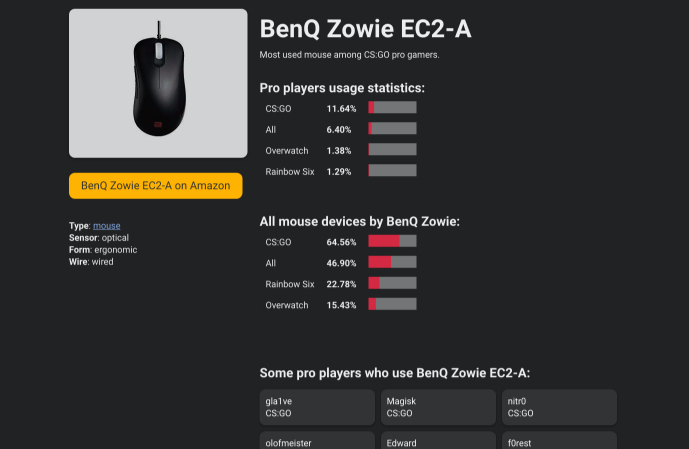 BenQ Zowie EC2-A
Most used mouse among CS:GO pro gamers.
Pro players usage statistics:
CS:GO 11.64%
All 6.40%
Overwatch 1.38%
Rainbow Six 1.29%
BenQ Zowie EC2-A on Amazon
Type: mouse
Sensor: optical
Form: ergonomic
Wire: wired
All mouse devices by BenQ Zowie:
CS:GO 64.56%
All 46.90%
Rainbow Six 22.78%
Overwatch 15.43%
Some pro players who use BenQ Zowie EC2-A:
gla1ve
CS:GO
Magisk
CS:GO
nitr0
CS:GO
olofmeister
Edward
f0rest